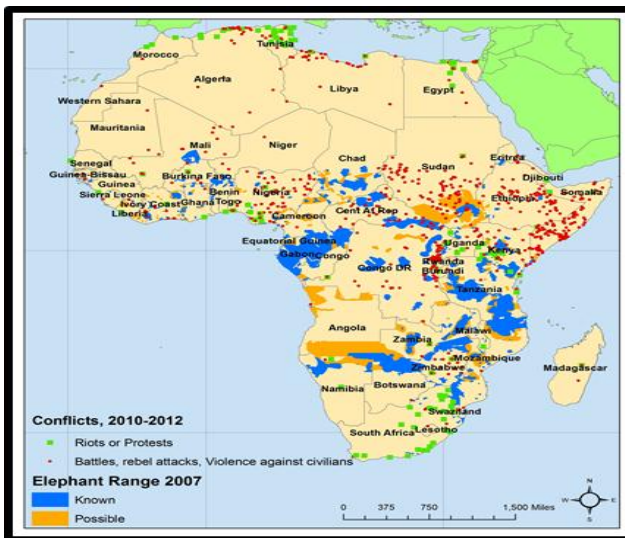 Tunisia
Morocco
Algeria
Libya
Egypt
Western Sahara
Mauritania
Mali
Niger
Chad
Sudan
Eritrea
Senegal
Guinea-Bissau
Guinea
Burkina Faso
Djibouti
Sierra Leone
Ivory Coast
Ghana
Benin
Togo
Nigeria
Ethiopia
Somalia
Liberia
Cameroon
Cent Af Rep
Equatorial Guinea
Gabon
Congo
Uganda
Kenya
Congo DR
Rwanda
Burundi
Tanzania
Angola
Zambia
Malawi
Mozambique
Zimbabwe
Madagascar
Namibia
Botswana
Swaziland
South Africa
Lesotho
Conflicts, 2010-2012
Riots or Protests
Battles, rebel attacks, Violence against civilians
Elephant Range 2007
Known
Possible
0 375 750 1,500 Miles
N
W E
S